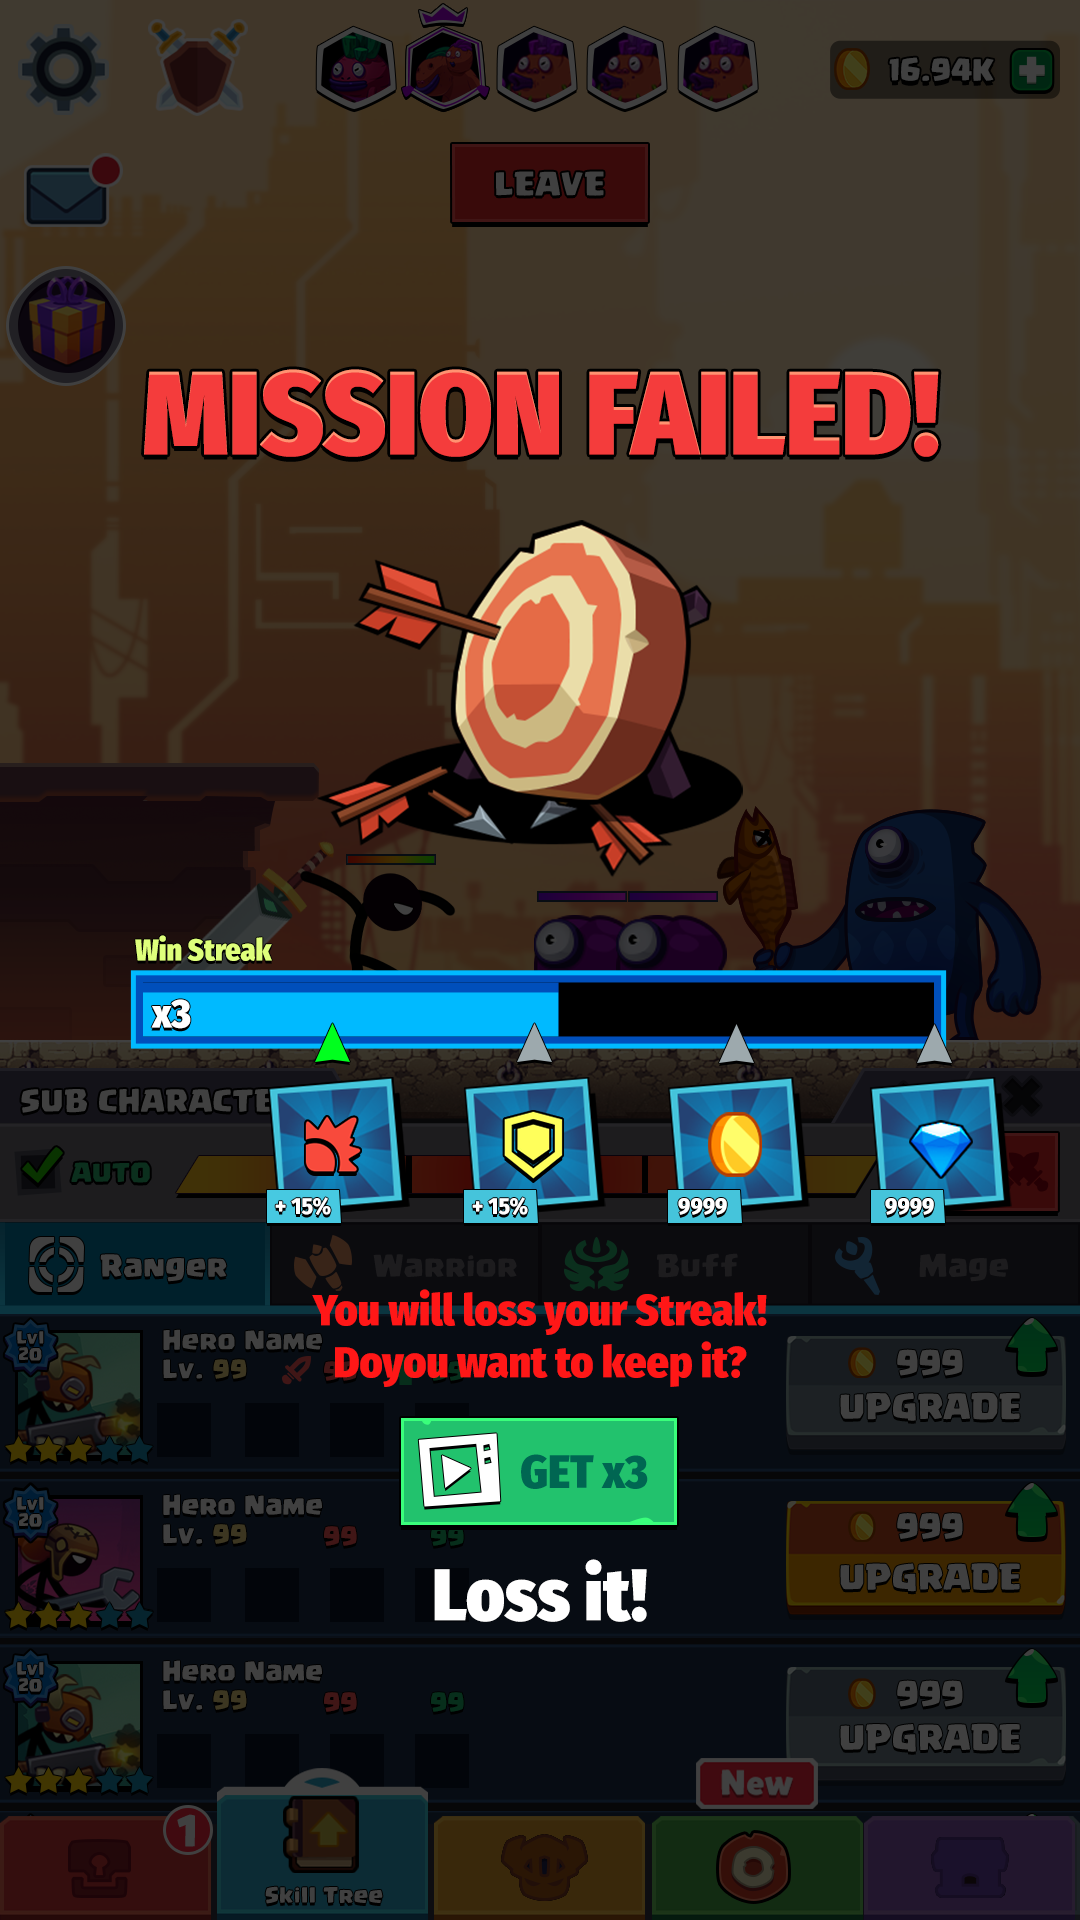 16.94K
LEAVE
MISSION FAILED!
Win Streak
x3
SUB CHARACTE
+ 15%
+ 15%
9999
9999
AUTO
Ranger
Warrior
Buff
Mage
You will loss your Streak!
Doyou want to keep it?
Lvl
20
Hero Name
Lv. 99
999
UPGRADE
GET x3
Lvl
20
Hero Name
Lv. 99
99
99
999
UPGRADE
Loss it!
Lvl
20
Hero Name
Lv. 99
99
99
999
UPGRADE
New
1
Skill Tree